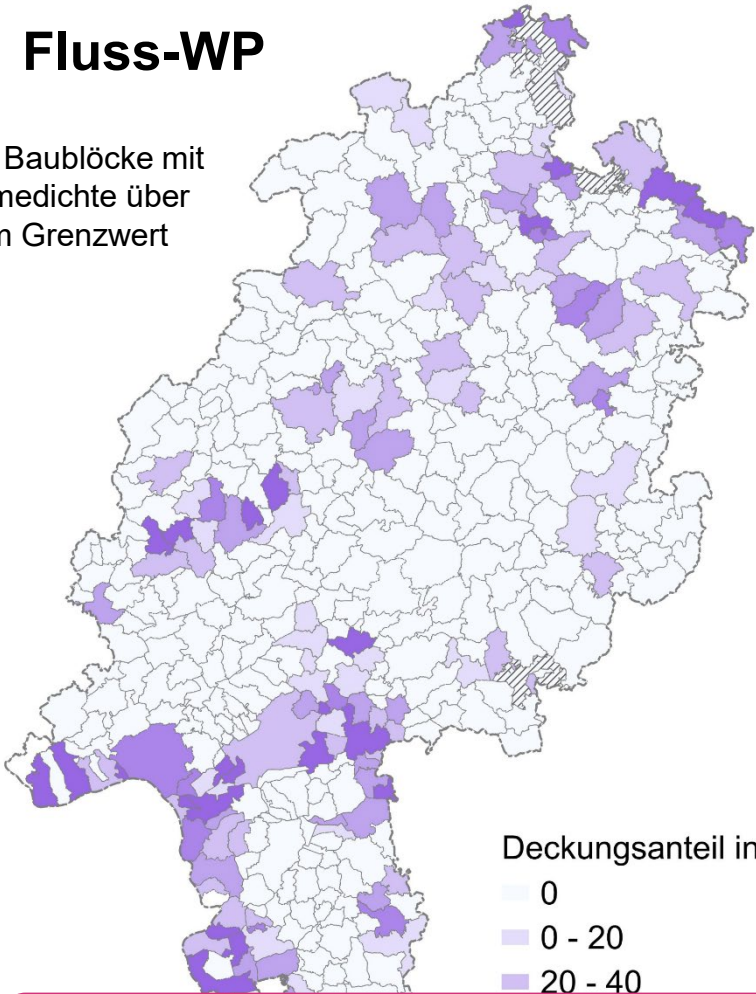 Fluss-WP
Baublöcke mit
medichte über
n Grenzwert
Deckungsanteil in
0
0 - 20
20 - 40